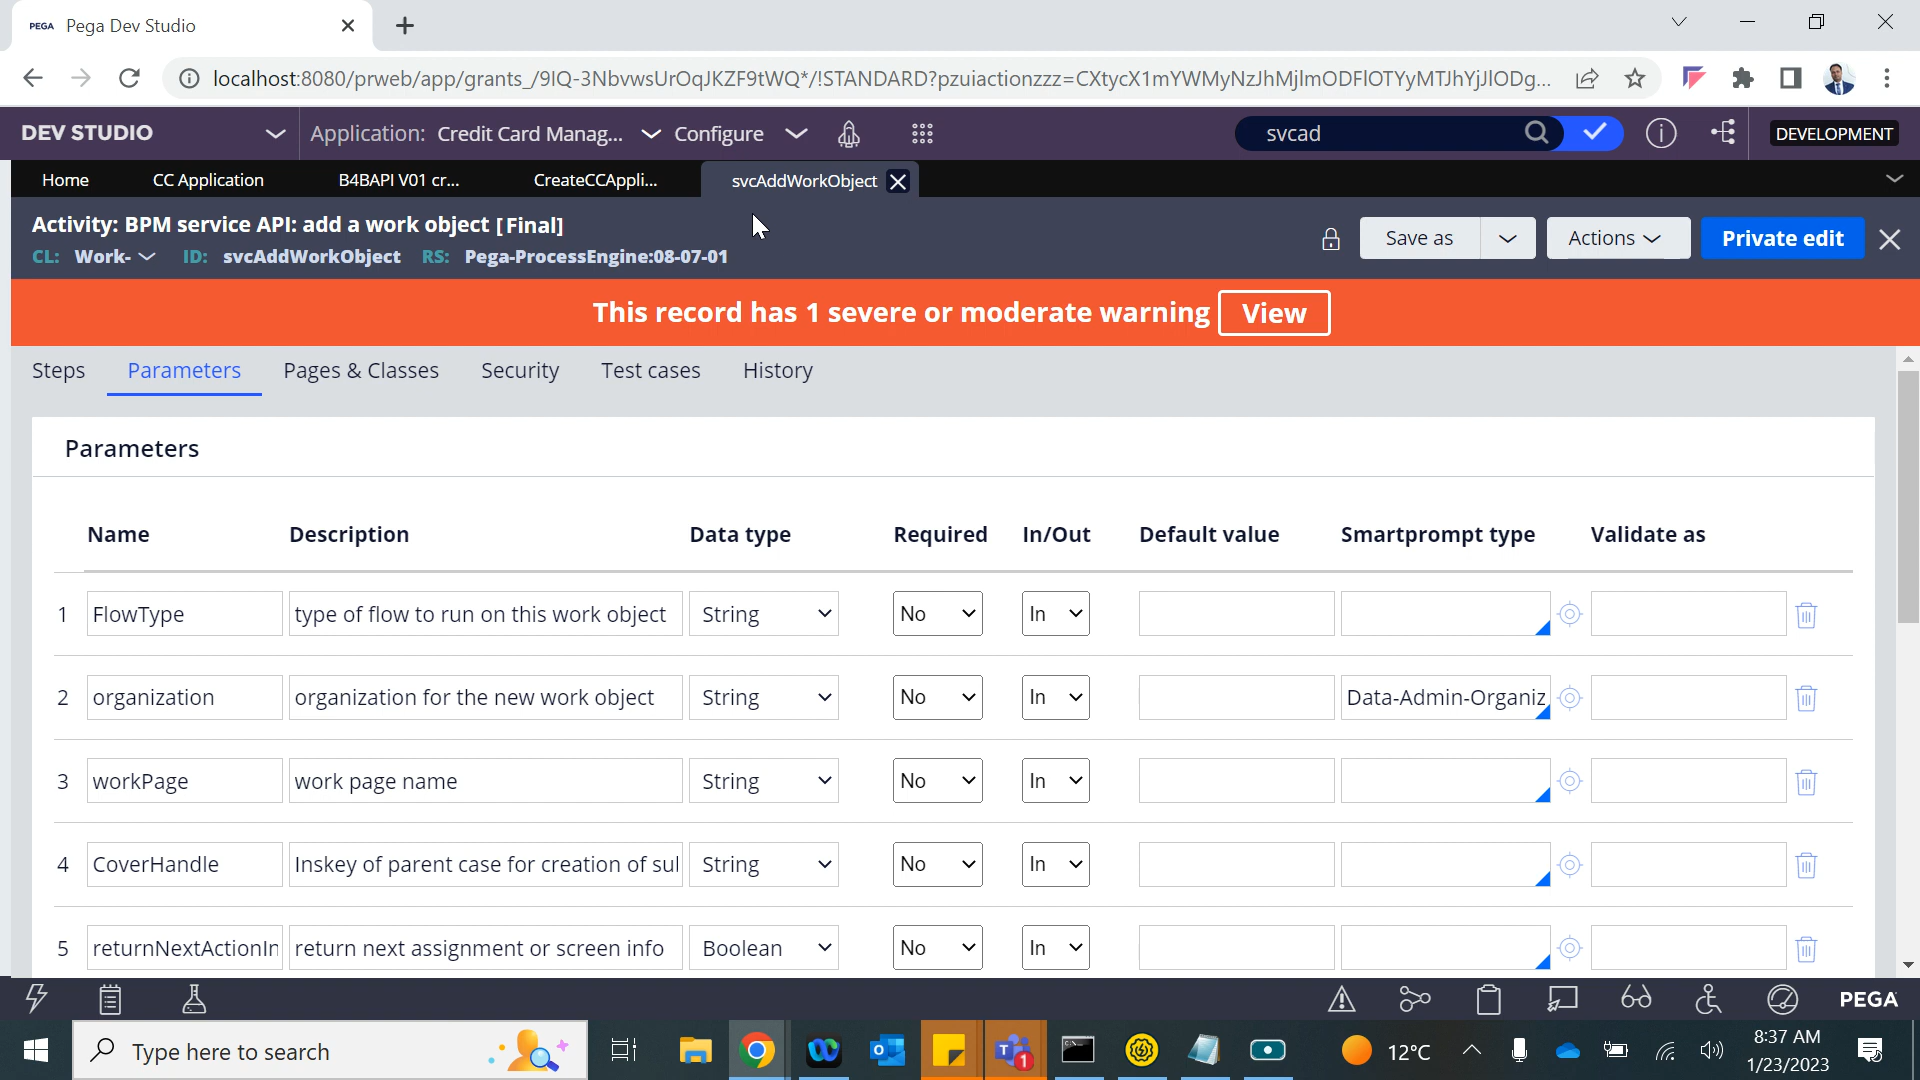 PEGA Pega Dev Studio
localhost:8080/prweb/app/grants_/9IQ-3NbvwsUrOqJKZF9tWQ*/!STANDARD?pzuiactionzzz=CXtycX1mYWMyNzJhMjlmODFlOTYyMTJhYjJlODg...
DEV STUDIO Application: Credit Card Manag... Configure svcad DEVELOPMENT
Home CC Application B4BAPI V01 cr... CreateCCAppli... svcAddWorkObject
Activity: BPM service API: add a work object [Final] Save as Actions Private edit
CL: Work- ID: svcAddWorkObject RS: Pega-ProcessEngine:08-07-01
This record has 1 severe or moderate warning View
Steps Parameters Pages & Classes Security Test cases History
Parameters
Name Description Data type Required In/Out Default value Smartprompt type Validate as
1 FlowType type of flow to run on this work object String No In
2 organization organization for the new work object String No In Data-Admin-Organiz
3 workPage work page name String No In
4 CoverHandle Inskey of parent case for creation of sul String No In
5 returnNextActionIn return next assignment or screen info Boolean No In
PEGA
Type here to search 1 12°C 8:37 AM
1/23/2023